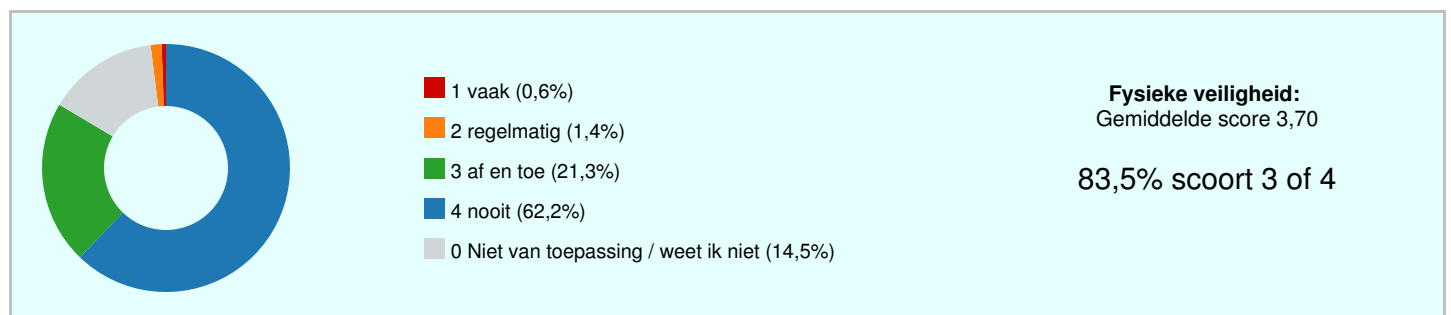 1 vaak (0,6%)
2 regelmatig (1,4%)
3 af en toe (21,3%)
4 nooit (62,2%)
0 Niet van toepassing / weet ik niet (14,5%)
Fysieke veiligheid:
Gemiddelde score 3,70
83,5% scoort 3 of 4